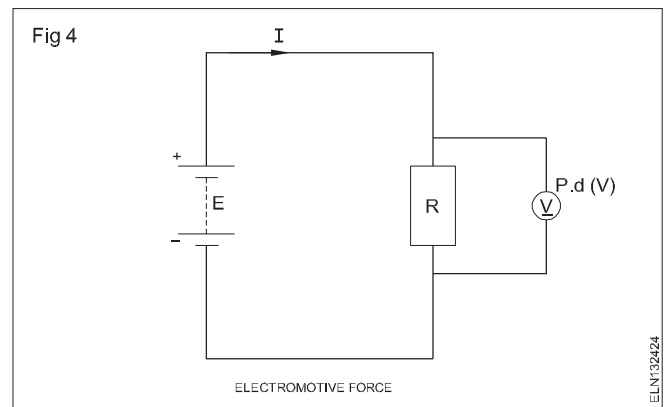 Fig 4
I
+
E
−
R
V
P.d (V)
ELECTROMOTIVE FORCE
ELN132424